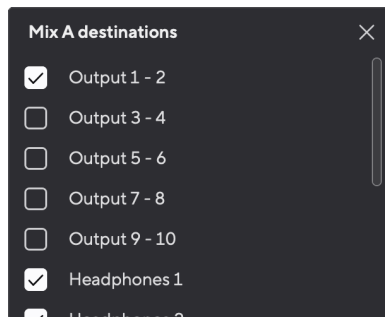 Mix A destinations
Output 1 - 2
Output 3 - 4
Output 5 - 6
Output 7 - 8
Output 9 - 10
Headphones 1